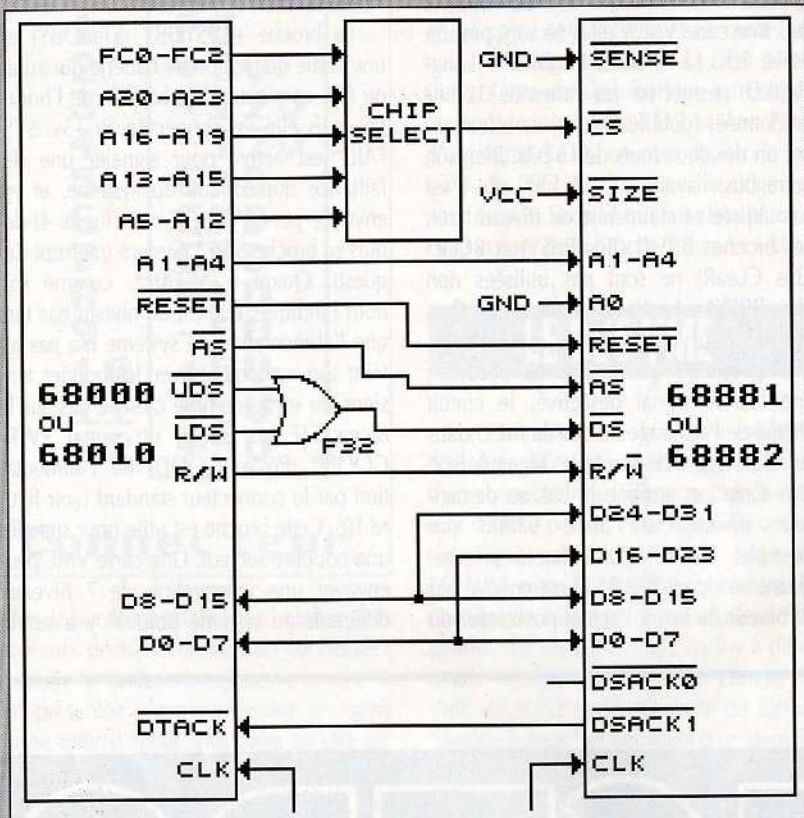 FC0-FC2
A20-A23
A16-A19
A13-A15
A5-A12
A1-A4
RESET
AS
UDS
LDS
R/W
68000
ou
68010
D8-D15
D0-D7
DTACK
CLK
CHIP
SELECT
DS
GND
VCC
GND
SENSE
CS
SIZE
A1-A4
A0
RESET
AS
DS
R/W
68881
ou
68882
D24-D31
D16-D23
D8-D15
D0-D7
DSACK0
DSACK1
CLK